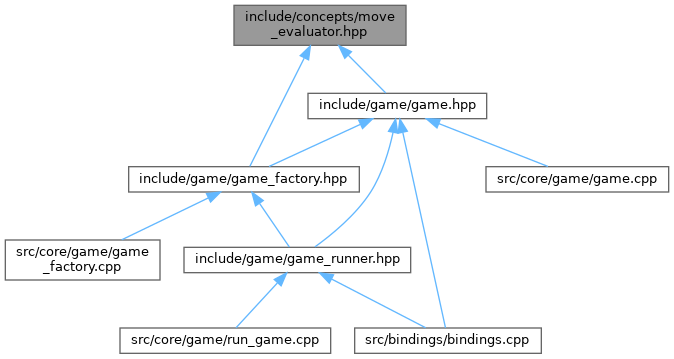 include/concepts/move
_evaluator.hpp
include/game/game.hpp
include/game/game_factory.hpp
src/core/game/game.cpp
src/core/game/game
_factory.cpp
include/game/game_runner.hpp
src/core/game/run_game.cpp
src/bindings/bindings.cpp